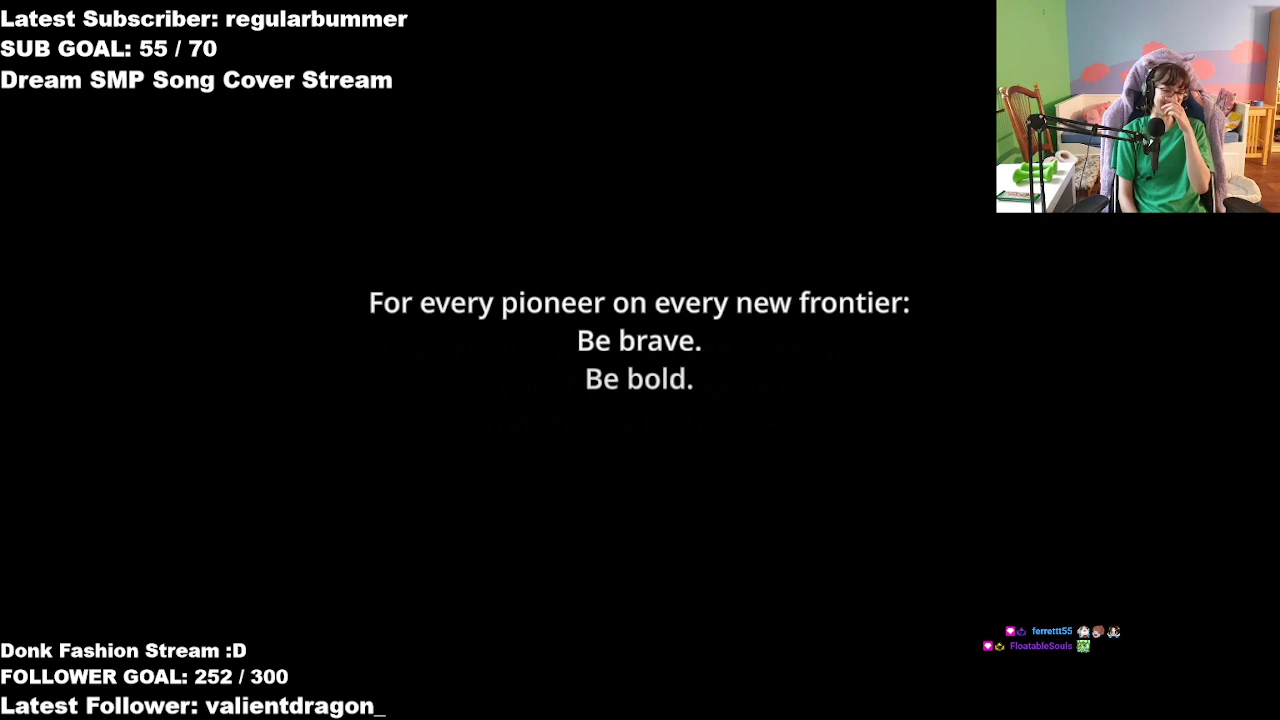 Latest Subscriber: regularbummer
SUB GOAL: 55 / 70
Dream SMP Song Cover Stream
For every pioneer on every new frontier:
Be brave.
Be bold.
ferrettt55
FloatableSouls
Donk Fashion Stream :D
FOLLOWER GOAL: 252 / 300
Latest Follower: valientdragon_